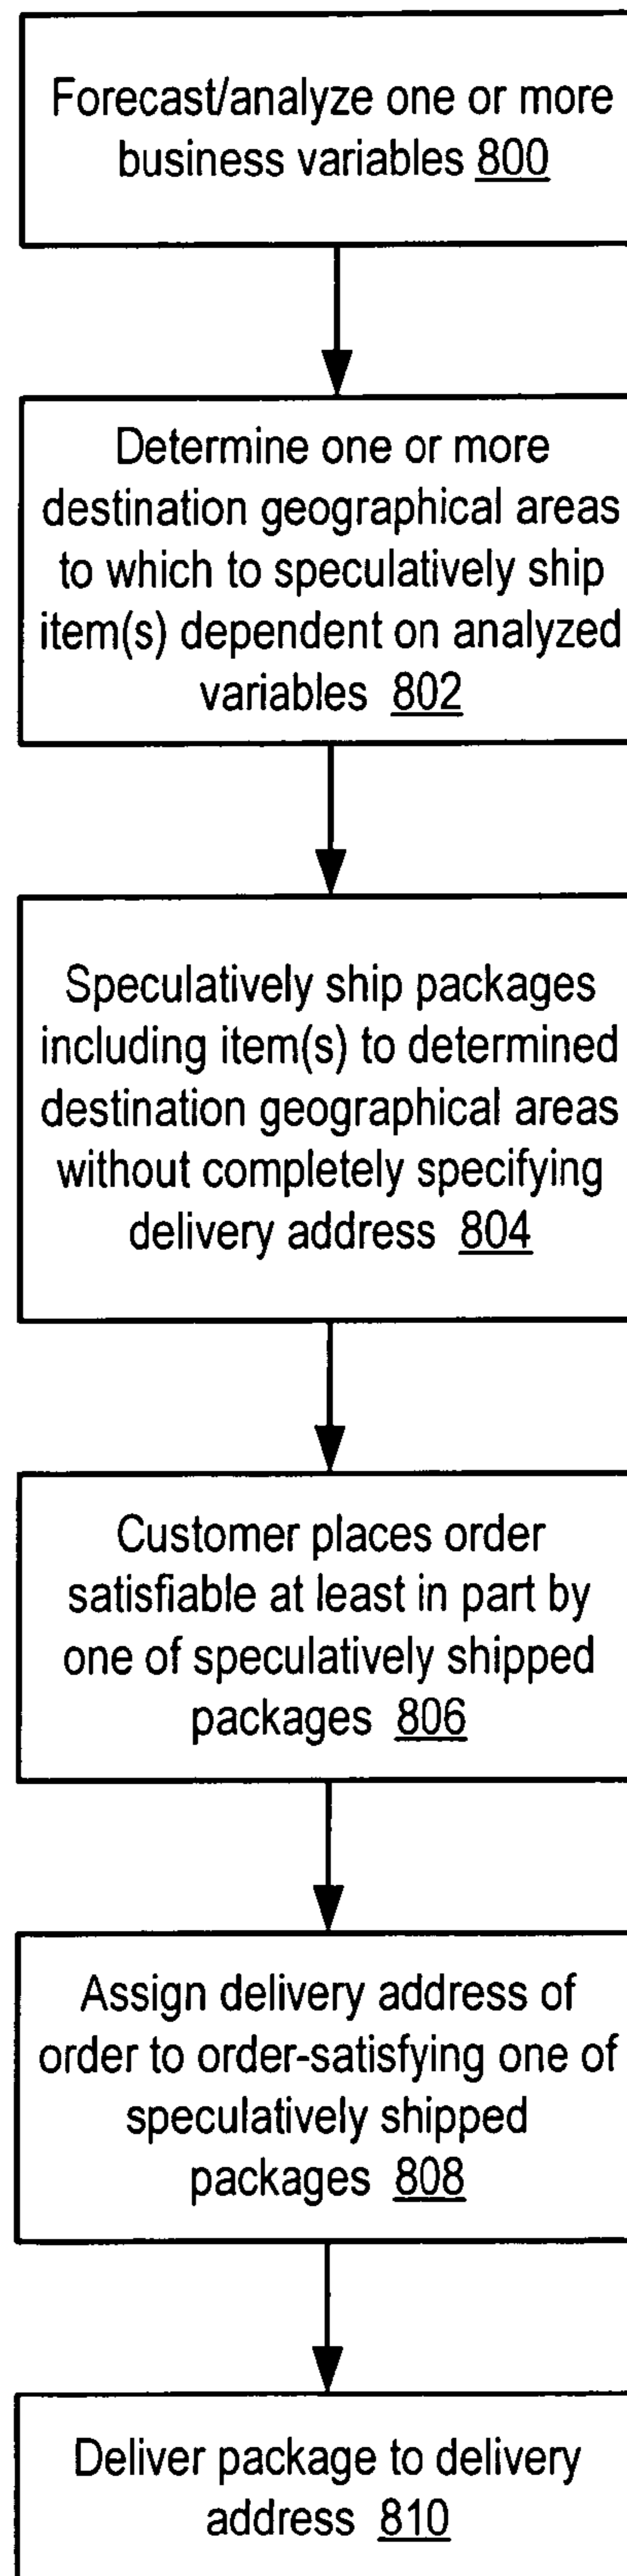 Forecast/analyze one or more
business variables 800
Determine one or more
destination geographical areas
to which to speculatively ship
item(s) dependent on analyzed
variables 802
Speculatively ship packages
including item(s) to determined
destination geographical areas
without completely specifying
delivery address 804
Customer places order
satisfiable at least in part by
one of speculatively shipped
packages 806
Assign delivery address of
order to order-satisfying one of
speculatively shipped
packages 808
Deliver package to delivery
address 810